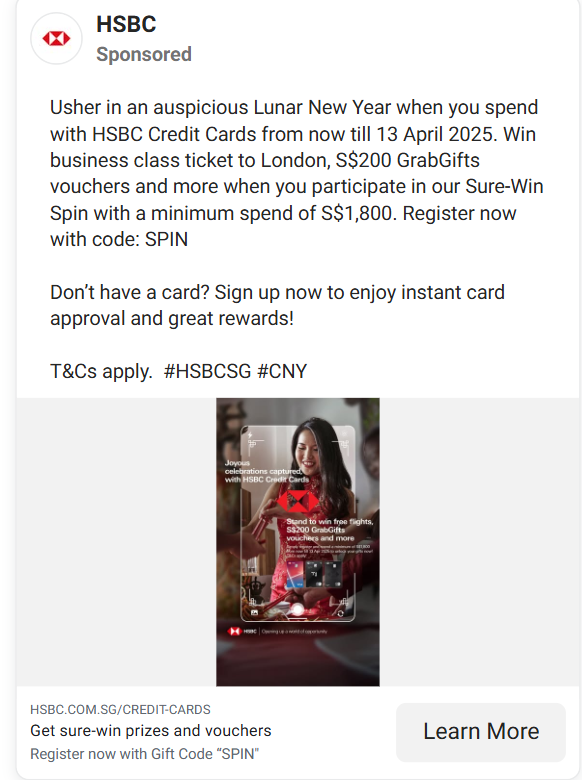 HSBC
Sponsored
Usher in an auspicious Lunar New Year when you spend
with HSBC Credit Cards from now till 13 April 2025. Win
business class ticket to London, S$200 GrabGifts
vouchers and more when you participate in our Sure-Win
Spin with a minimum spend of S$1,800. Register now
with code: SPIN
Don’t have a card? Sign up now to enjoy instant card
approval and great rewards!
T&Cs apply.  #HSBCSG #CNY
Joyous
celebrations captured,
with HSBC Credit Cards
Stand to win free flights,
S$200 GrabGifts
vouchers and more
HSBC
Opening up a world of opportunity
HSBC.COM.SG/CREDIT-CARDS
Get sure-win prizes and vouchers
Register now with Gift Code “SPIN"
Learn More